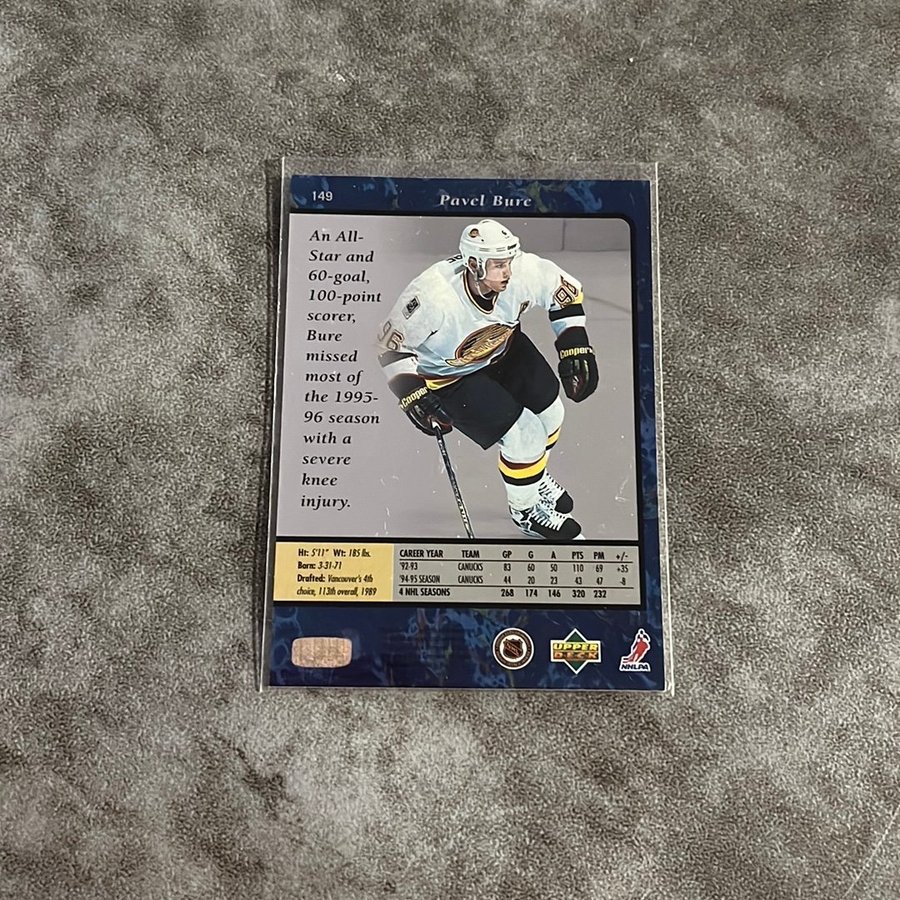 149
Pavel Bure
An All-
Star and
60-goal,
100-point
scorer,
Bure
missed
most of
the 1995-
96 season
with a
severe
knee
injury.
96
96
Cooper
Cooper
Ht: 5'11" Wt: 185 lbs.
Born: 3-31-71
Drafted: Vancouver's 4th
choice, 113th overall, 1989
CAREER YEAR TEAM GP G A PTS PM +/-
'92-93 CANUCKS 83 60 50 110 69 +35
'94-95 SEASON CANUCKS 44 20 23 43 47 -8
4 NHL SEASONS 268 174 146 320 232
UPPER
DECK
NHLPA